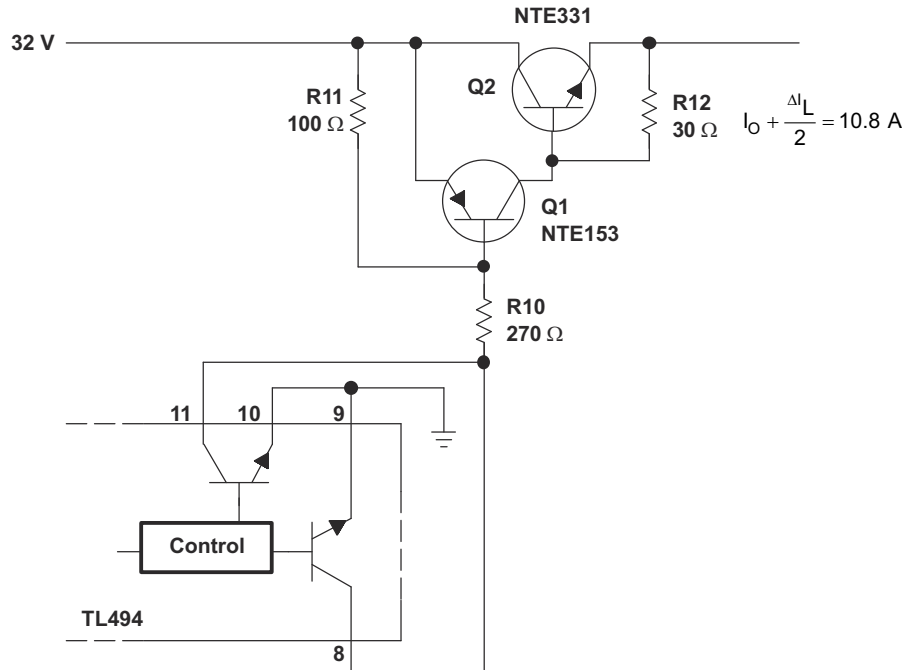 NTE331
32 V
Q2
R11
100 Ω
R12
30 Ω
I_O + ΔI_L/2 = 10.8 A
Q1
NTE153
R10
270 Ω
11 10 9
Control
TL494
8